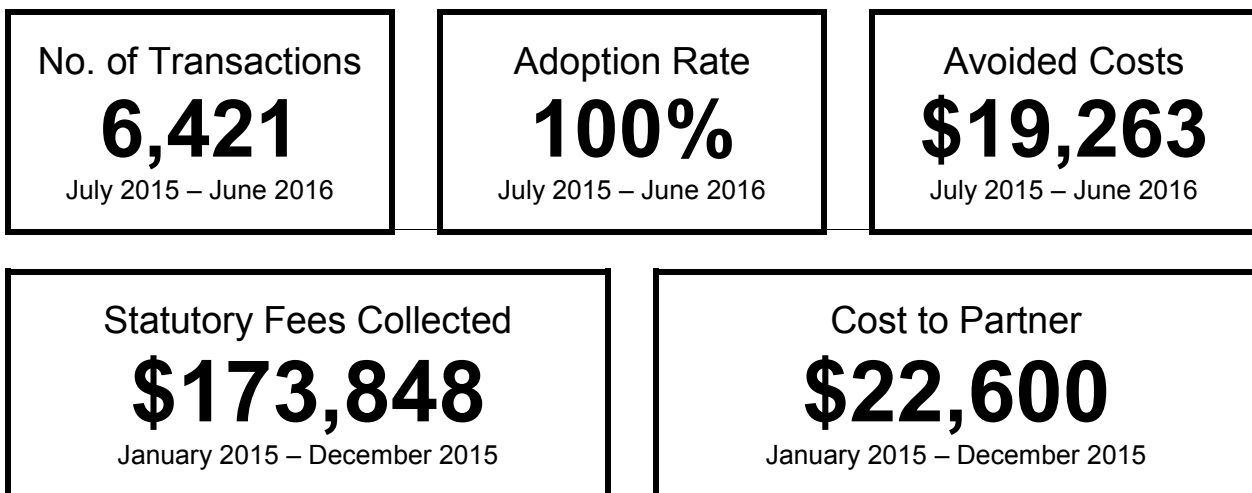 No. of Transactions
6,421
July 2015 – June 2016
Adoption Rate
100%
July 2015 – June 2016
Avoided Costs
$19,263
July 2015 – June 2016
Statutory Fees Collected
$173,848
January 2015 – December 2015
Cost to Partner
$22,600
January 2015 – December 2015